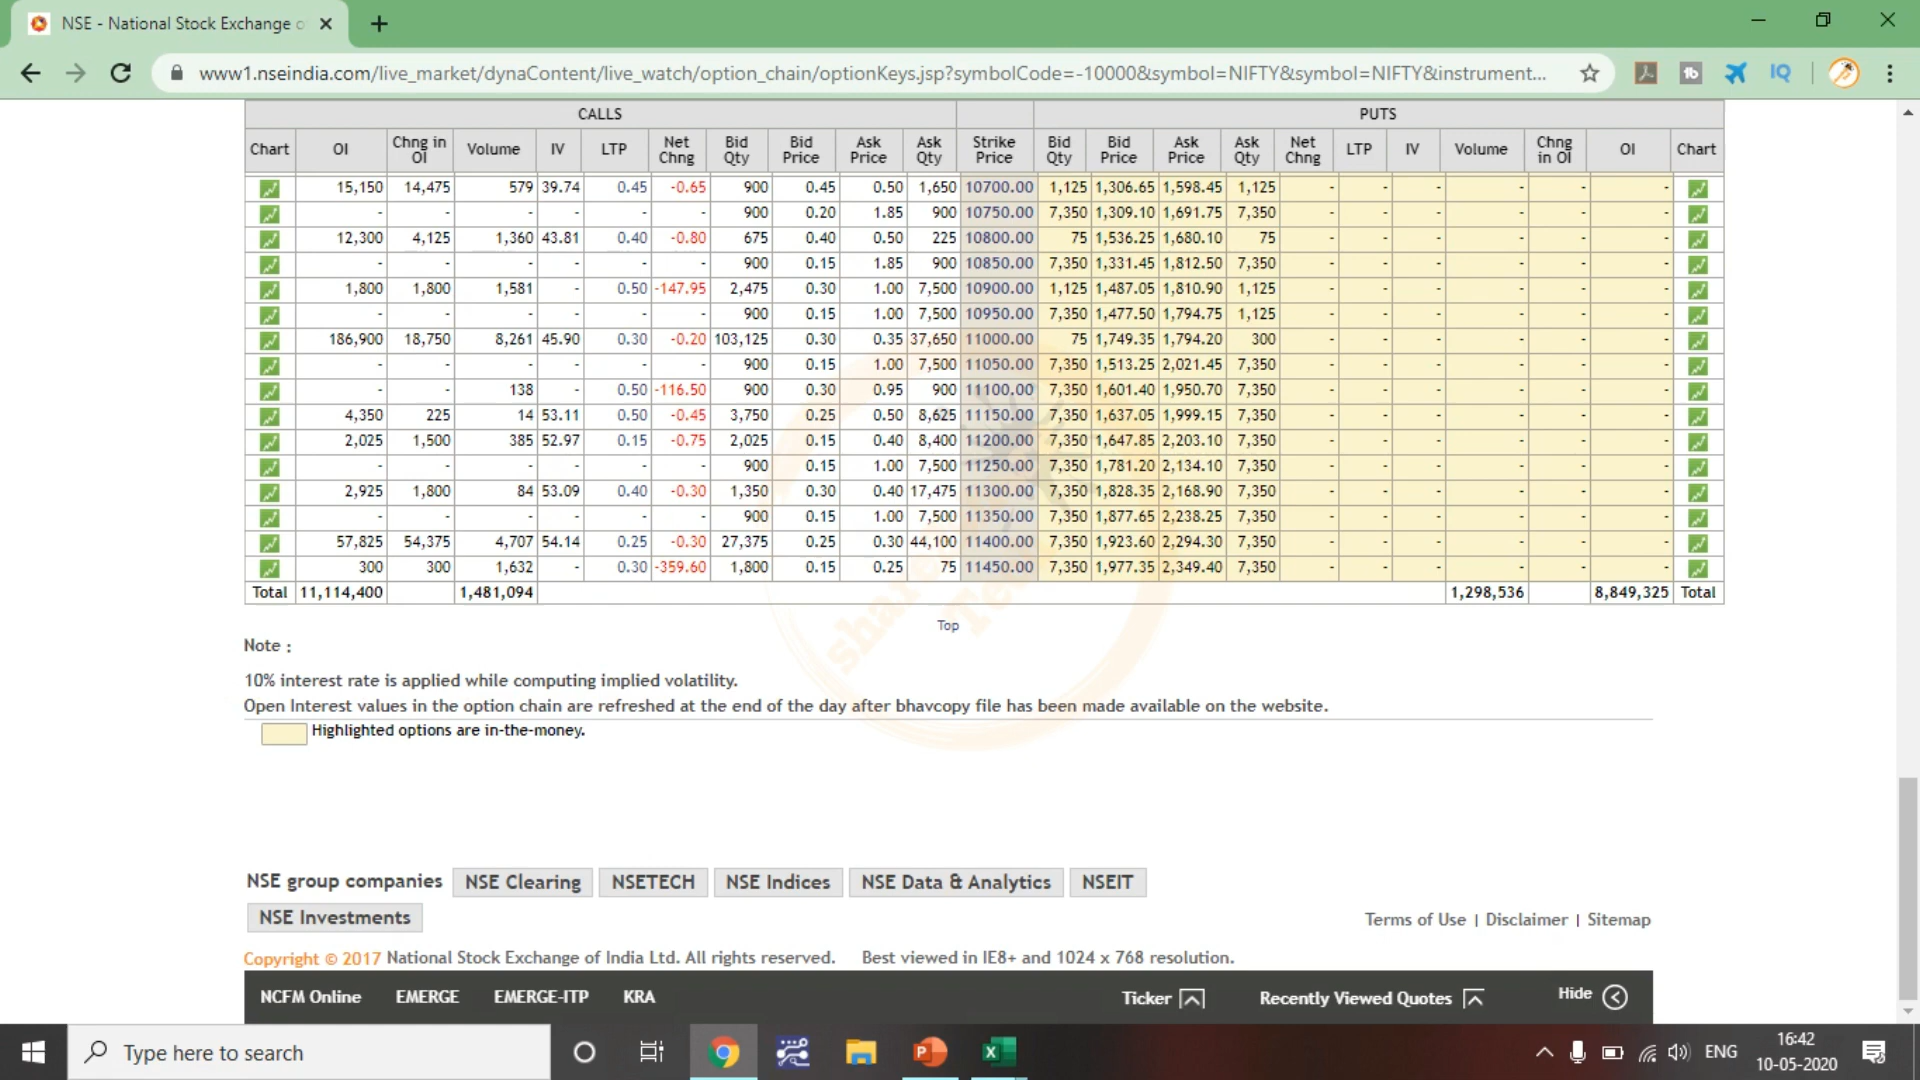 NSE - National Stock Exchange o
www1.nseindia.com/live_market/dynaContent/live_watch/option_chain/optionKeys.jsp?symbolCode=-10000&symbol=NIFTY&symbol=NIFTY&instrument...
CALLS PUTS
Chart OI Chng in OI Volume IV LTP Net Chng Bid Qty Bid Price Ask Price Ask Qty Strike Price Bid Qty Bid Price Ask Price Ask Qty Net Chng LTP IV Volume Chng in OI OI Chart
15,150 14,475 579 39.74 0.45 -0.65 900 0.45 0.50 1,650 10700.00 1,125 1,306.65 1,598.45 1,125 - - - - - -
- - - - - - 900 0.20 1.85 900 10750.00 7,350 1,309.10 1,691.75 7,350 - - - - - -
12,300 4,125 1,360 43.81 0.40 -0.80 675 0.40 0.50 225 10800.00 75 1,536.25 1,680.10 75 - - - - - -
- - - - - - 900 0.15 1.85 900 10850.00 7,350 1,331.45 1,812.50 7,350 - - - - - -
1,800 1,800 1,581 - 0.50 -147.95 2,475 0.30 1.00 7,500 10900.00 1,125 1,487.05 1,810.90 1,125 - - - - - -
- - - - - - 900 0.15 1.00 7,500 10950.00 7,350 1,477.50 1,794.75 1,125 - - - - - -
186,900 18,750 8,261 45.90 0.30 -0.20 103,125 0.30 0.35 37,650 11000.00 75 1,749.35 1,794.20 300 - - - - - -
- - - - - - 900 0.15 1.00 7,500 11050.00 7,350 1,513.25 2,021.45 7,350 - - - - - -
- - 138 - 0.50 -116.50 900 0.30 0.95 900 11100.00 7,350 1,601.40 1,950.70 7,350 - - - - - -
4,350 225 14 53.11 0.50 -0.45 3,750 0.25 0.50 8,625 11150.00 7,350 1,637.05 1,999.15 7,350 - - - - - -
2,025 1,500 385 52.97 0.15 -0.75 2,025 0.15 0.40 8,400 11200.00 7,350 1,647.85 2,203.10 7,350 - - - - - -
- - - - - - 900 0.15 1.00 7,500 11250.00 7,350 1,781.20 2,134.10 7,350 - - - - - -
2,925 1,800 84 53.09 0.40 -0.30 1,350 0.30 0.40 17,475 11300.00 7,350 1,828.35 2,168.90 7,350 - - - - - -
- - - - - - 900 0.15 1.00 7,500 11350.00 7,350 1,877.65 2,238.25 7,350 - - - - - -
57,825 54,375 4,707 54.14 0.25 -0.30 27,375 0.25 0.30 44,100 11400.00 7,350 1,923.60 2,294.30 7,350 - - - - - -
300 300 1,632 - 0.30 -359.60 1,800 0.15 0.25 75 11450.00 7,350 1,977.35 2,349.40 7,350 - - - - - -
Total 11,114,400 1,481,094 1,298,536 8,849,325 Total
Top
Note :
10% interest rate is applied while computing implied volatility.
Open Interest values in the option chain are refreshed at the end of the day after bhavcopy file has been made available on the website.
Highlighted options are in-the-money.
NSE group companies NSE Clearing NSETECH NSE Indices NSE Data & Analytics NSEIT
NSE Investments
Terms of Use | Disclaimer | Sitemap
Copyright © 2017 National Stock Exchange of India Ltd. All rights reserved. Best viewed in IE8+ and 1024 x 768 resolution.
NCFM Online EMERGE EMERGE-ITP KRA Ticker Recently Viewed Quotes Hide
Type here to search
ENG
16:42
10-05-2020